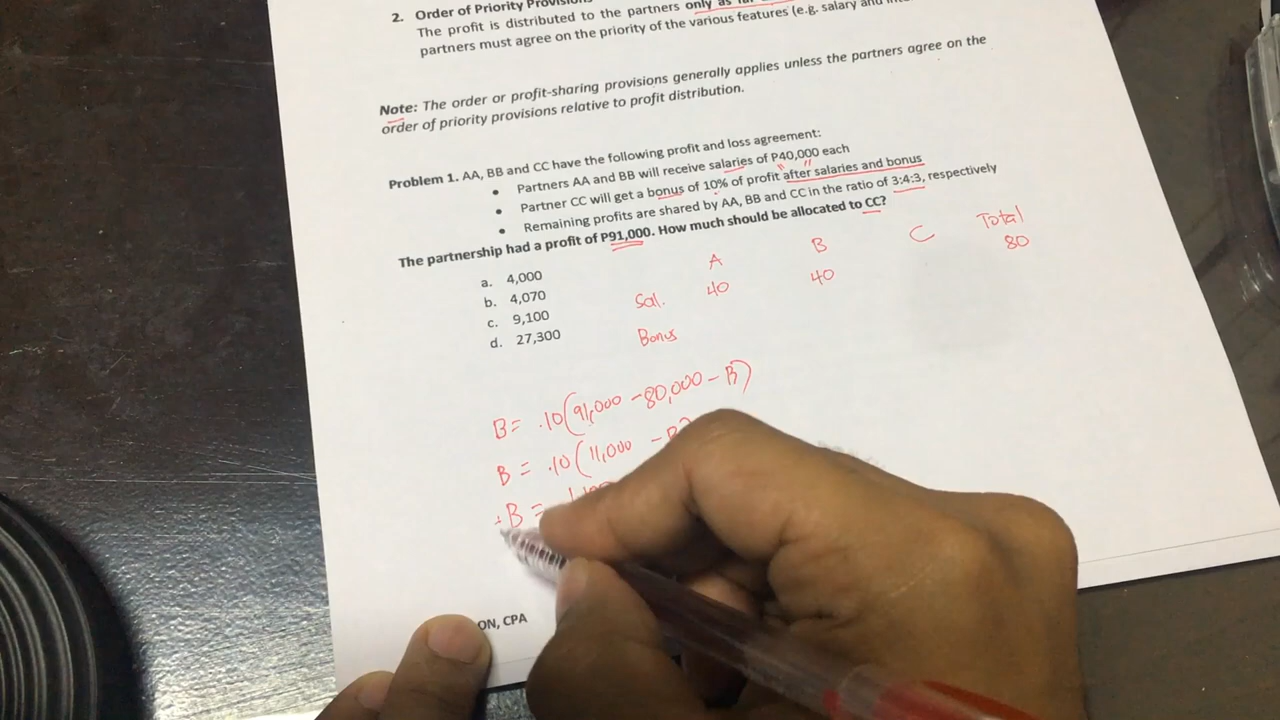 2. Order of Priority Provisions
The profit is distributed to the partners only as far
partners must agree on the priority of the various features (e.g. salary and
Note: The order or profit-sharing provisions generally applies unless the partners agree on the
order of priority provisions relative to profit distribution.
Problem 1. AA, BB and CC have the following profit and loss agreement:
• Partners AA and BB will receive salaries of P40,000 each
• Partner CC will get a bonus of 10% of profit after salaries and bonus
• Remaining profits are shared by AA, BB and CC in the ratio of 3:4:3, respectively
The partnership had a profit of P91,000. How much should be allocated to CC?
a. 4,000
b. 4,070
c. 9,100
d. 27,300
A B C Total
Sal. 40 40 80
Bonus
B = .10(91,000 - 80,000 - B)
B = .10(11,000 - B
B =
ON, CPA